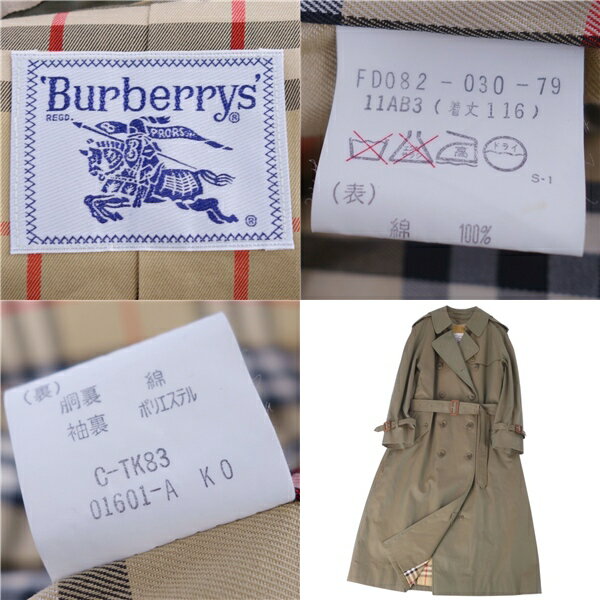 'Burberrys'®
REGD.
PRORSUM
®
FD082-030-79
11AB3(着丈116)
高
ドライ
S-1
(表)
綿 100%
(裏)
胴裏 綿
袖裏 ポリエステル
C-TK83
01601-A K0